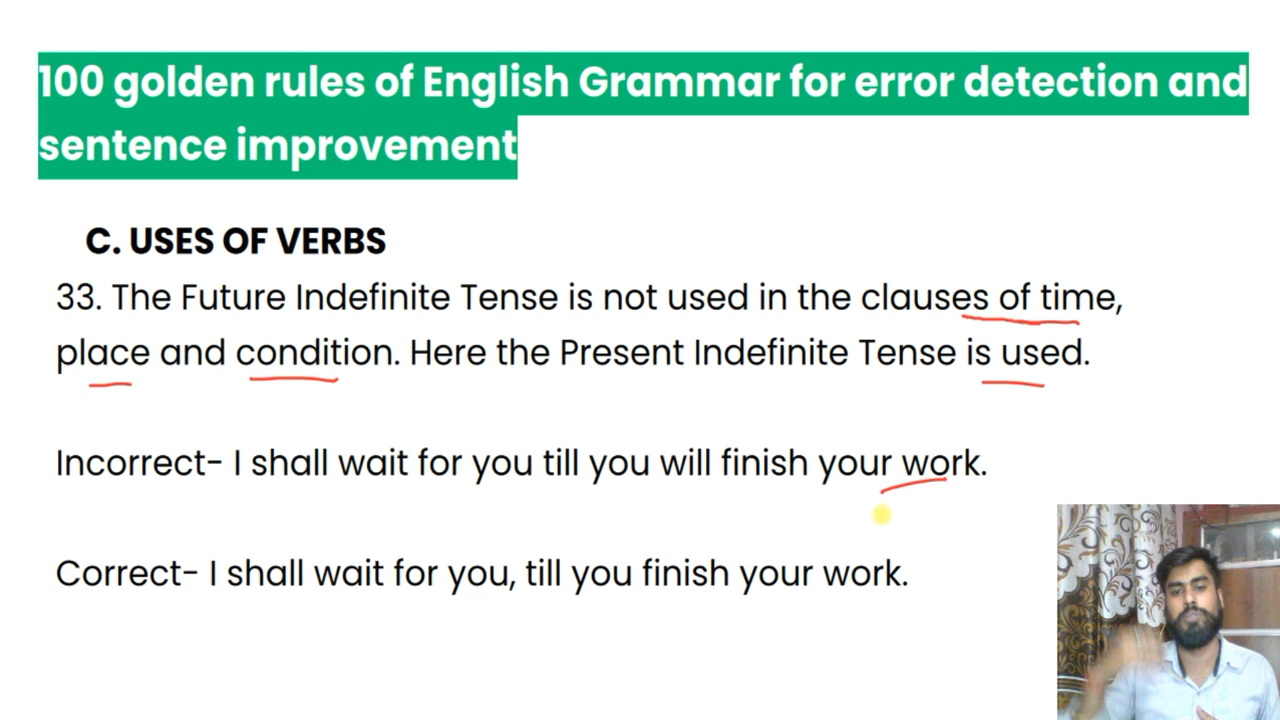 100 golden rules of English Grammar for error detection and
sentence improvement
C. USES OF VERBS
33. The Future Indefinite Tense is not used in the clauses of time,
place and condition. Here the Present Indefinite Tense is used.
Incorrect- I shall wait for you till you will finish your work.
Correct- I shall wait for you, till you finish your work.